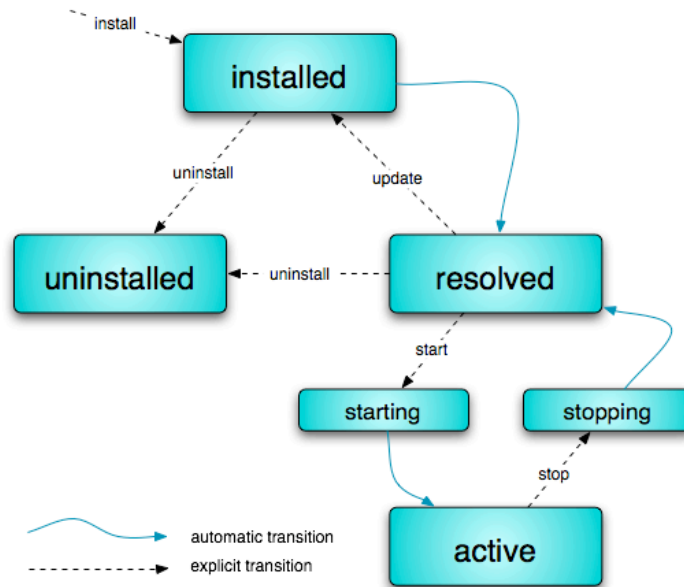 install
installed
uninstall
update
uninstalled
uninstall
resolved
start
starting
stopping
stop
active
automatic transition
explicit transition